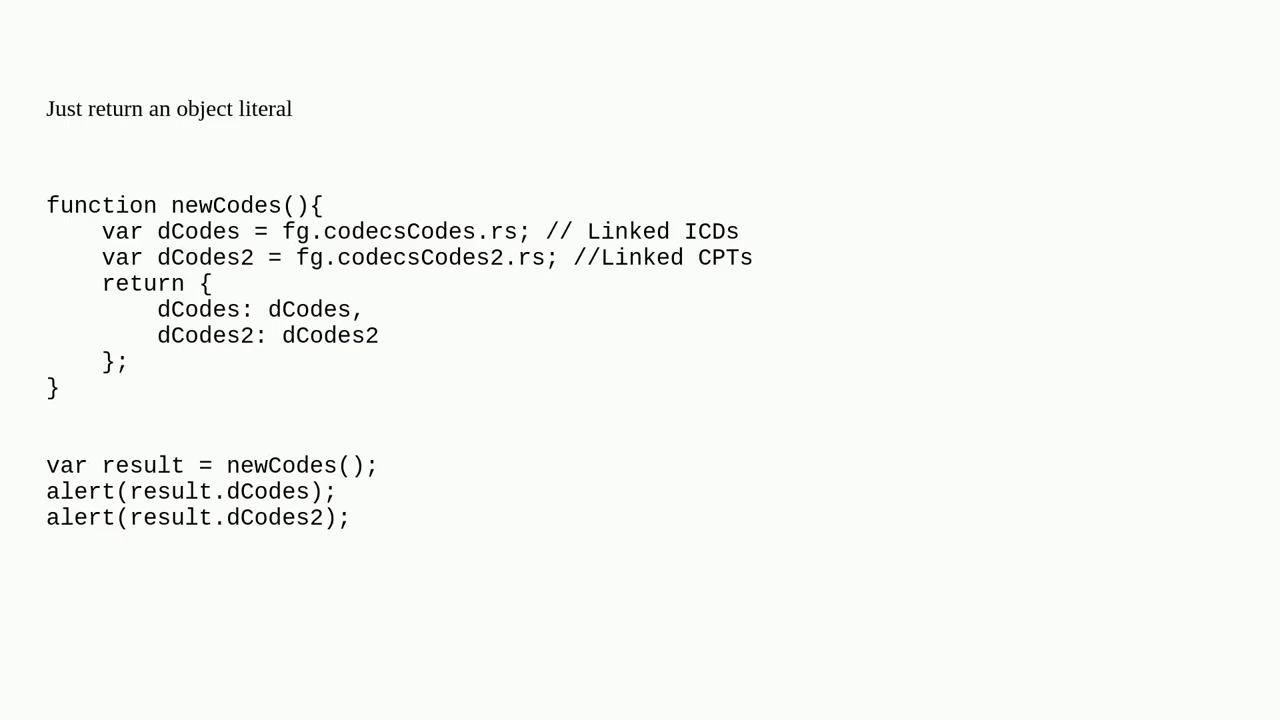 Just return an object literal
function newCodes(){
    var dCodes = fg.codecsCodes.rs; // Linked ICDs
    var dCodes2 = fg.codecsCodes2.rs; //Linked CPTs
    return {
        dCodes: dCodes,
        dCodes2: dCodes2
    };
}
var result = newCodes();
alert(result.dCodes);
alert(result.dCodes2);